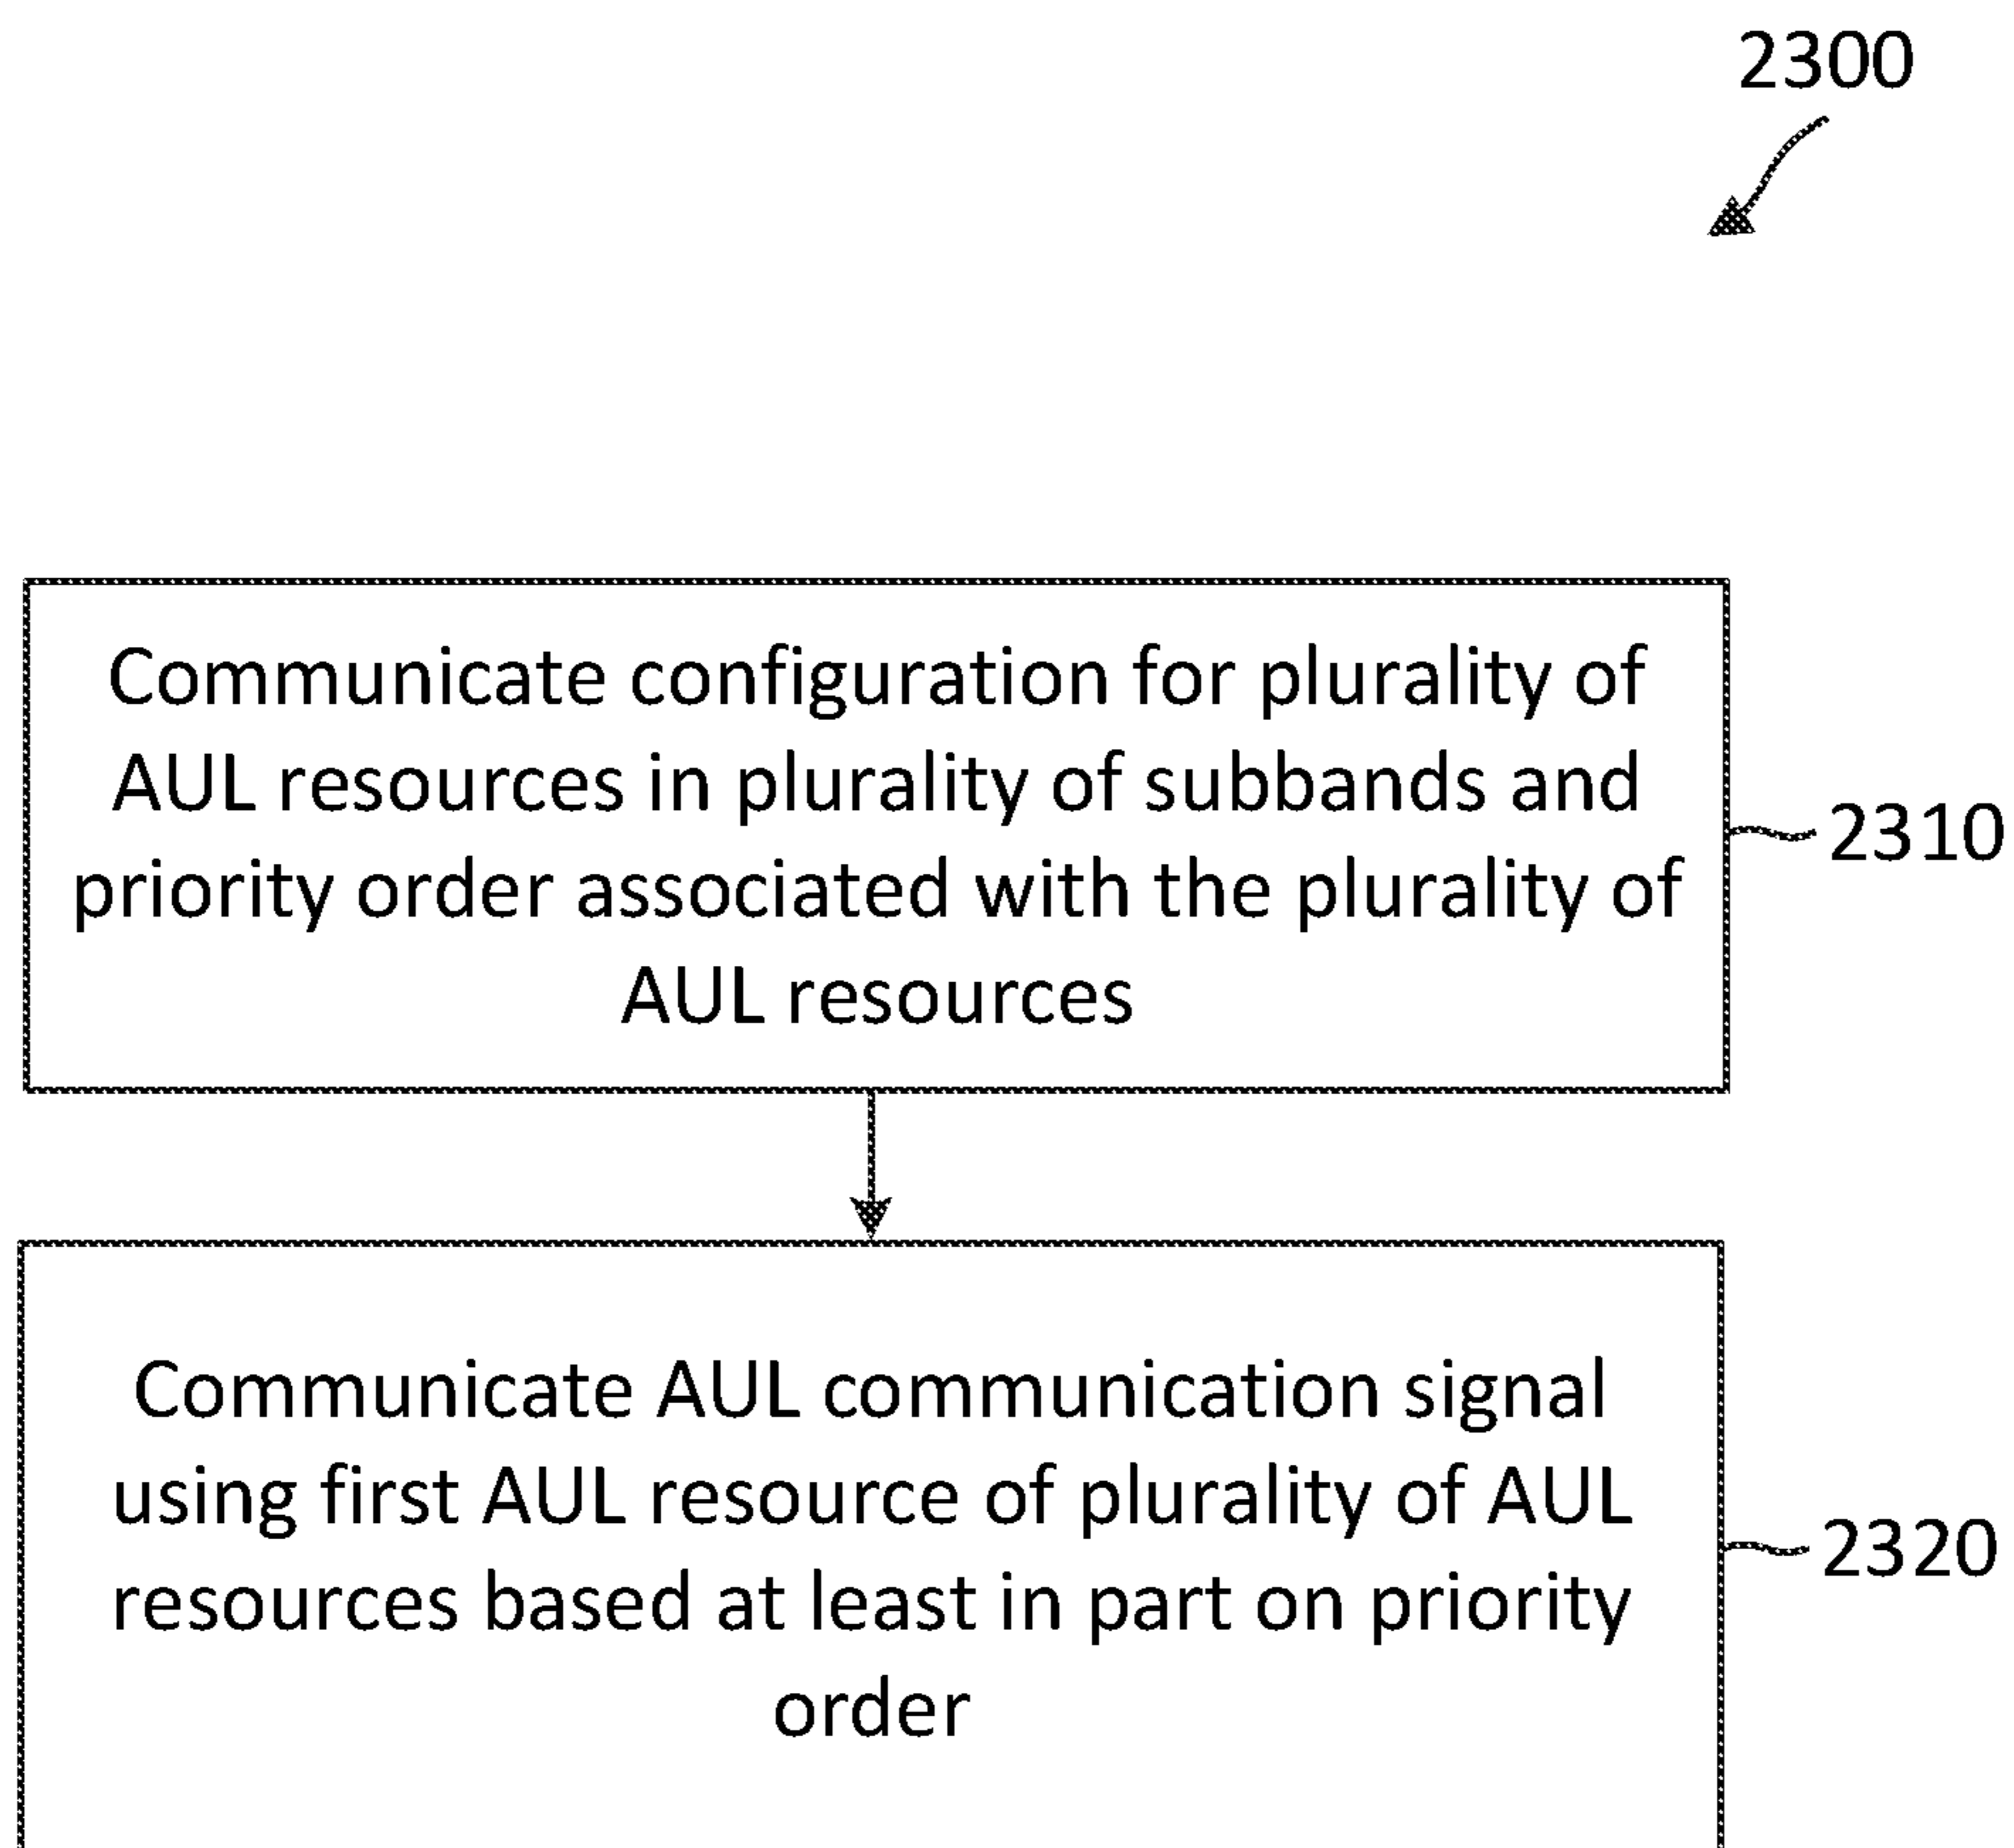 2300
Communicate configuration for plurality of
AUL resources in plurality of subbands and
priority order associated with the plurality of
AUL resources
2310
Communicate AUL communication signal
using first AUL resource of plurality of AUL
resources based at least in part on priority
order
2320